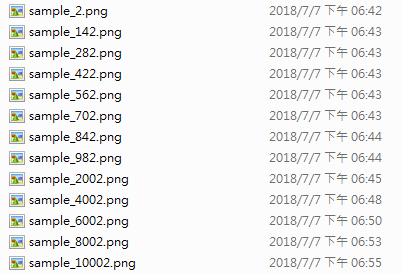 sample_2.png 2018/7/7 下午 06:42
sample_142.png 2018/7/7 下午 06:43
sample_282.png 2018/7/7 下午 06:43
sample_422.png 2018/7/7 下午 06:43
sample_562.png 2018/7/7 下午 06:43
sample_702.png 2018/7/7 下午 06:43
sample_842.png 2018/7/7 下午 06:44
sample_982.png 2018/7/7 下午 06:44
sample_2002.png 2018/7/7 下午 06:45
sample_4002.png 2018/7/7 下午 06:48
sample_6002.png 2018/7/7 下午 06:50
sample_8002.png 2018/7/7 下午 06:53
sample_10002.png 2018/7/7 下午 06:55